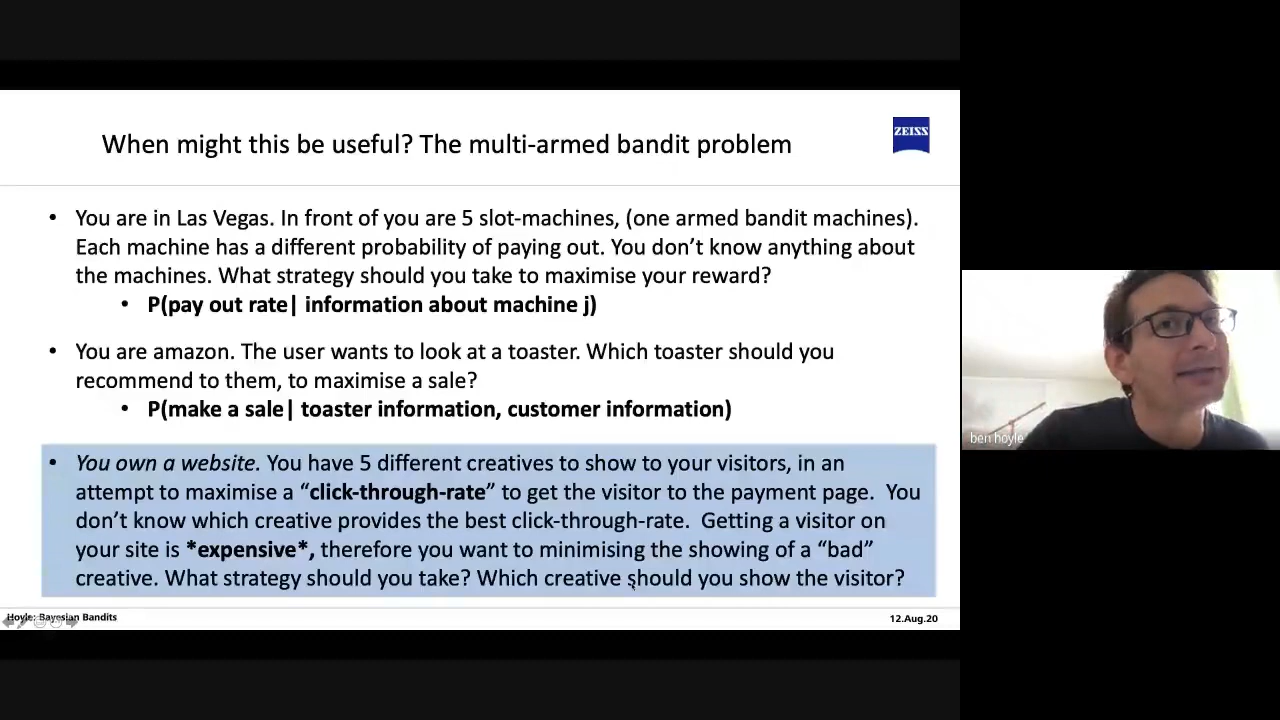 When might this be useful? The multi-armed bandit problem
ZEISS
• You are in Las Vegas. In front of you are 5 slot-machines, (one armed bandit machines).
Each machine has a different probability of paying out. You don’t know anything about
the machines. What strategy should you take to maximise your reward?
• P(pay out rate| information about machine j)
• You are amazon. The user wants to look at a toaster. Which toaster should you
recommend to them, to maximise a sale?
• P(make a sale| toaster information, customer information)
• You own a website. You have 5 different creatives to show to your visitors, in an
attempt to maximise a “click-through-rate” to get the visitor to the payment page. You
don’t know which creative provides the best click-through-rate. Getting a visitor on
your site is *expensive*, therefore you want to minimising the showing of a “bad”
creative. What strategy should you take? Which creative should you show the visitor?
Hoyle: Bayesian Bandits
12.Aug.20
ben hoyle